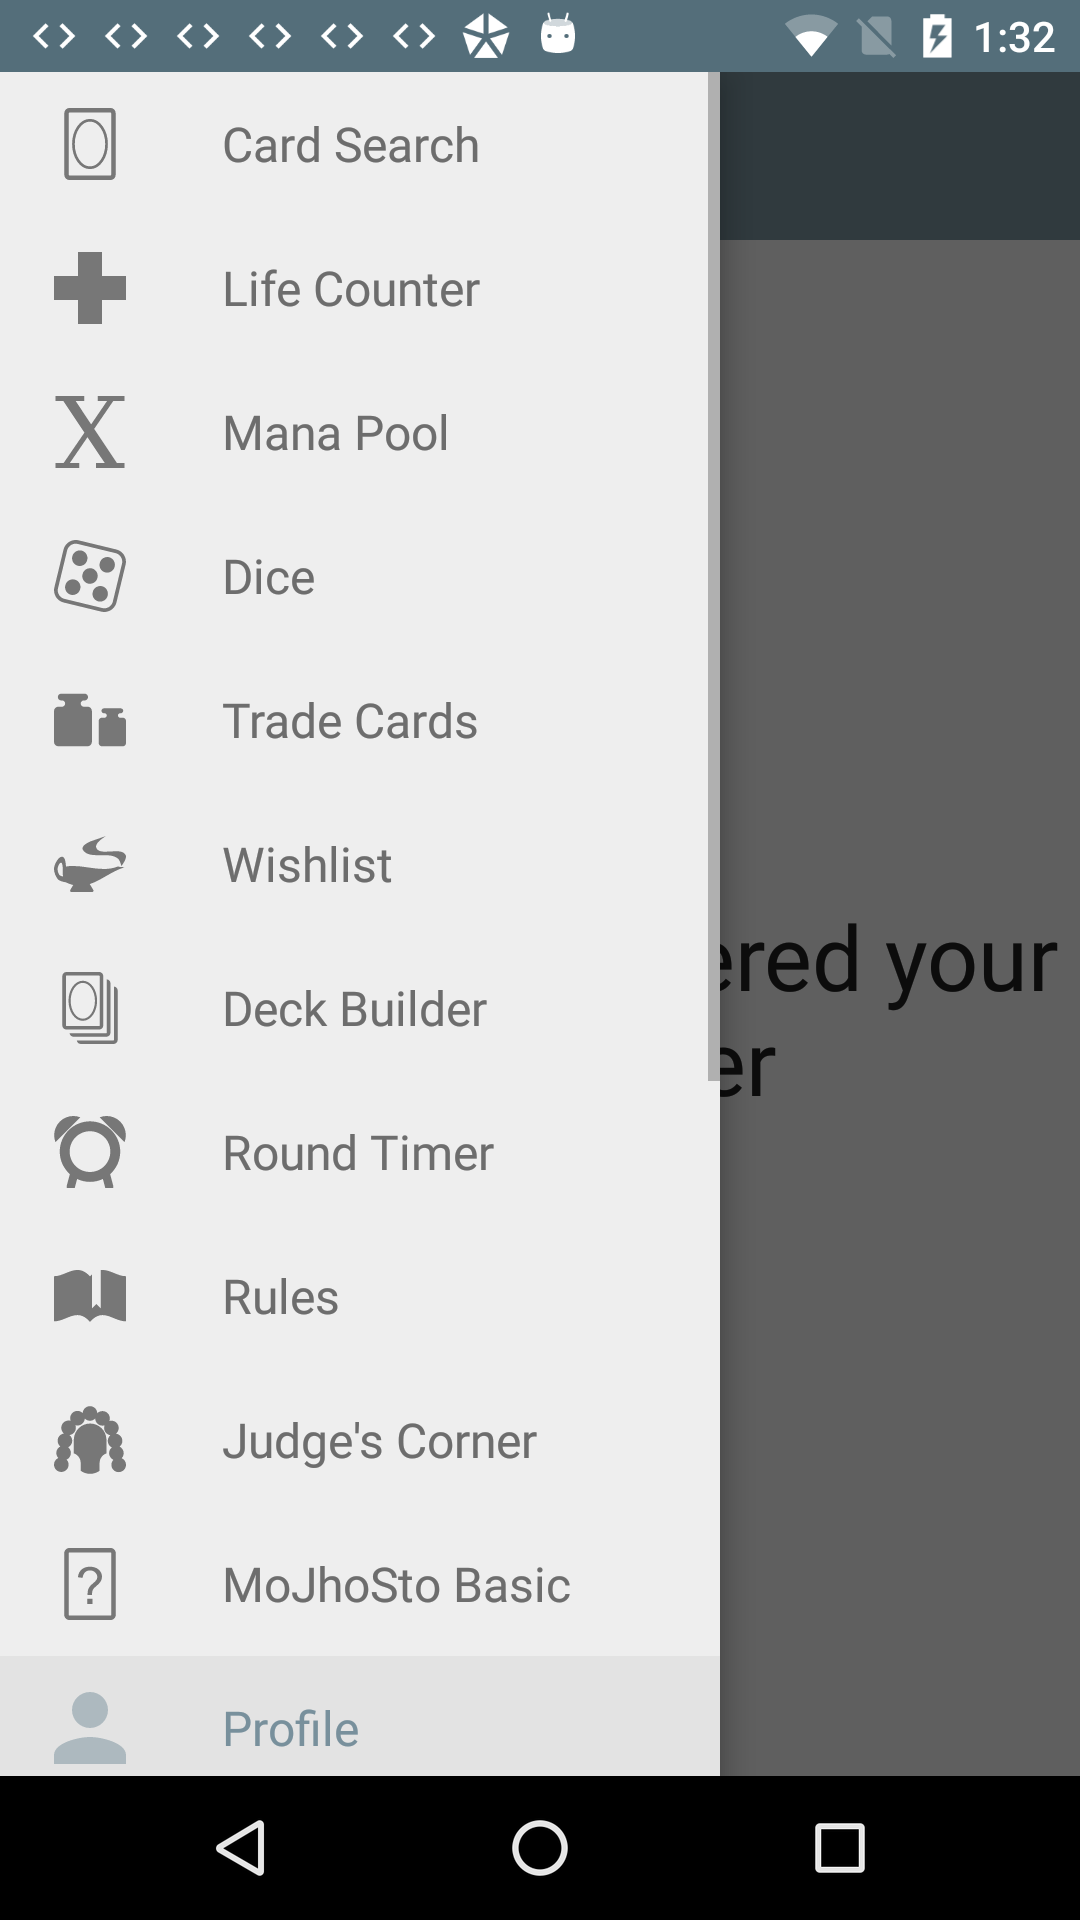 1:32
Card Search
Life Counter
X
Mana Pool
Dice
Trade Cards
Wishlist
ered your
Deck Builder
er
Round Timer
Rules
Judge's Corner
?
MoJhoSto Basic
Profile